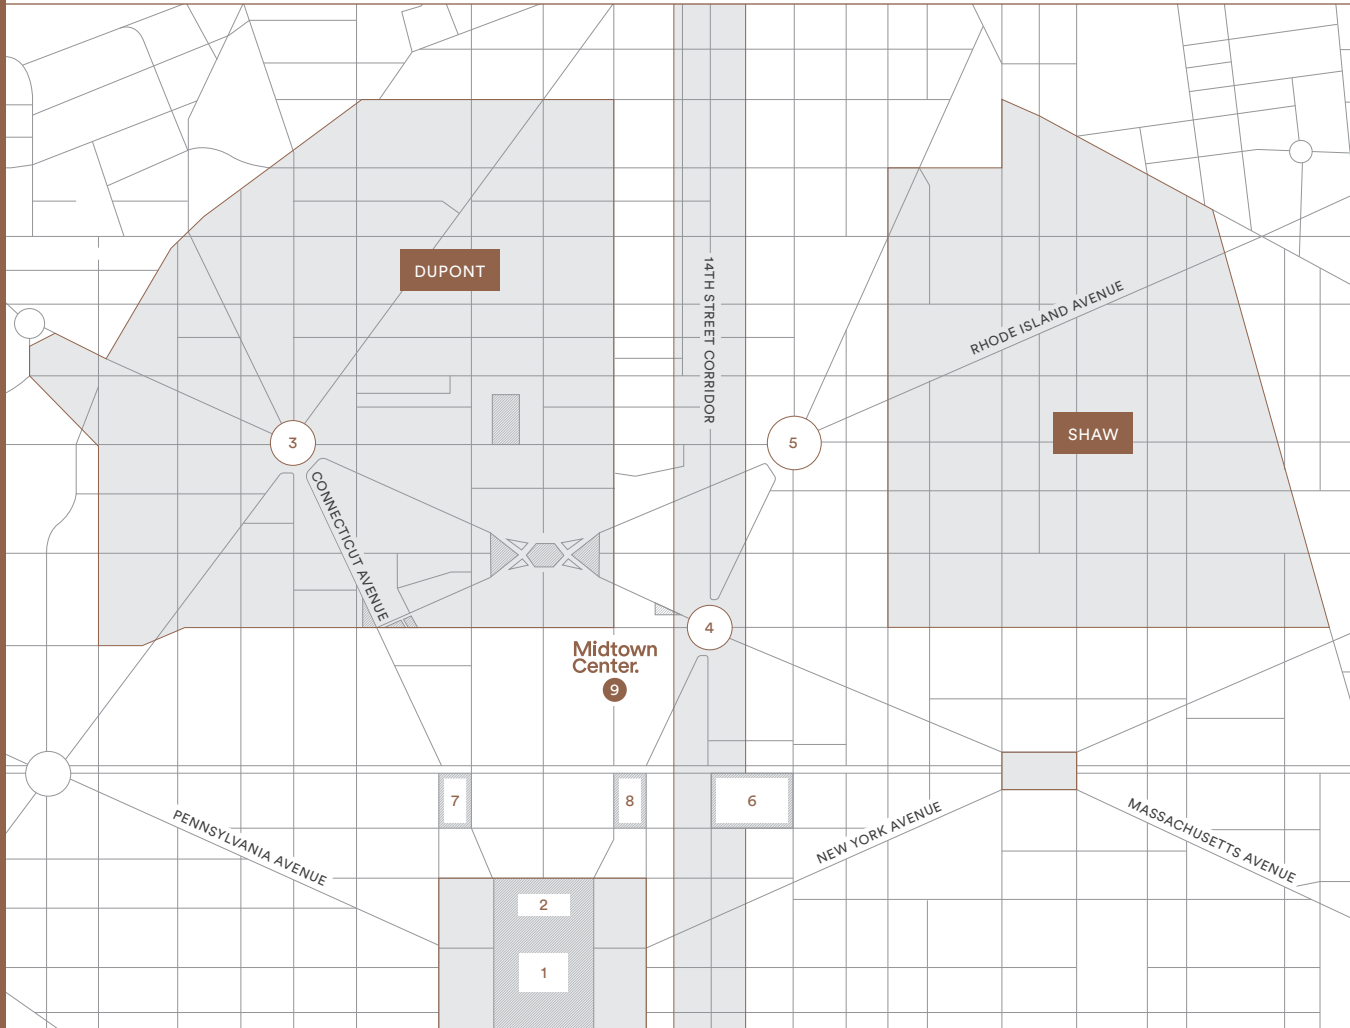 DUPONT
14TH STREET CORRIDOR
RHODE ISLAND AVENUE
SHAW
3
5
CONNECTICUT AVENUE
4
Midtown
Center.
9
7
8
6
PENNSYLVANIA AVENUE
NEW YORK AVENUE
MASSACHUSETTS AVENUE
2
1